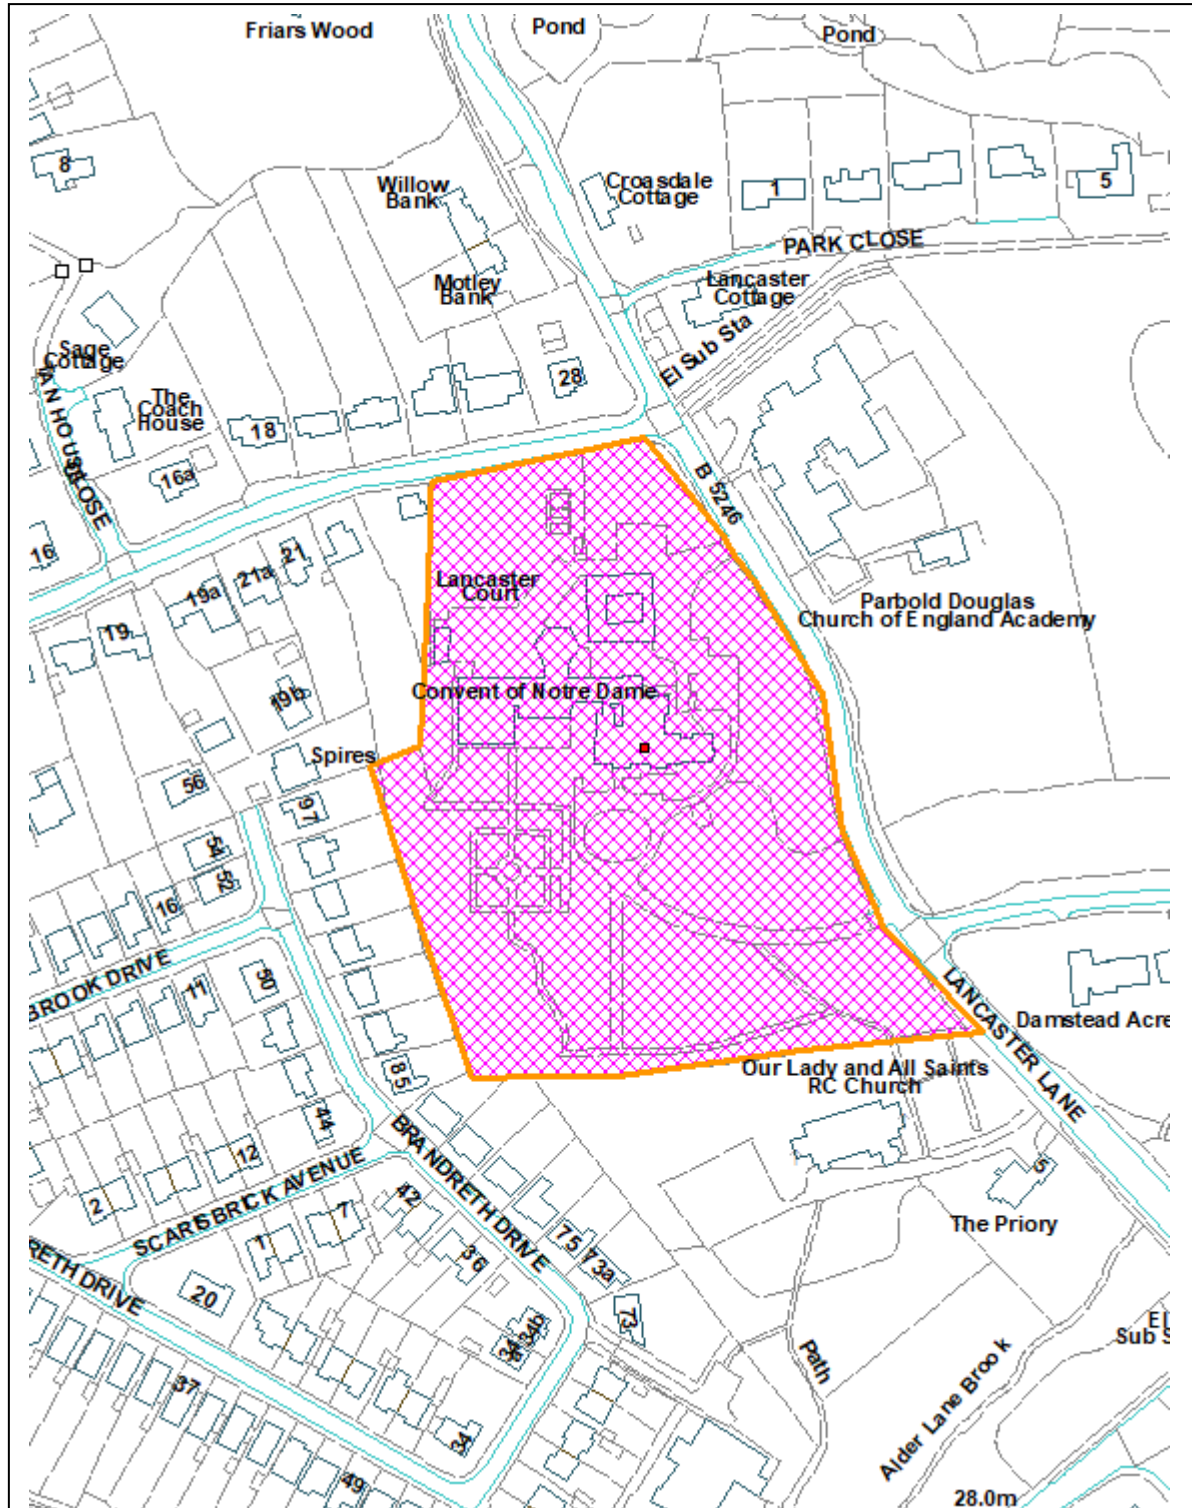 Friars Wood
Pond
Pond
8
Willow
Bank
Croasdale
Cottage
1
5
PARK CLOSE
Motley
Bank
Lancaster
Cottage
El Sub Sta
Sage
Cottage
The
Coach
House
28
18
16a
16
B 5246
21
21a
19a
19
Lancaster
Court
Parbold Douglas
Church of England Academy
19b
Convent of Notre Dame
Spires
56
97
54
52
16
BROOK DRIVE
11
50
LANCASTER LANE
Damstead Acre
85
Our Lady and All Saints
RC Church
44
12
BRANDRETH DRIVE
2
SCARISBRICK AVENUE
42
7
1
5
The Priory
75
73a
36
RETH DRIVE
20
34b
73
El
Sub S
Path
37
34
Alder Lane Brook
49
28.0m